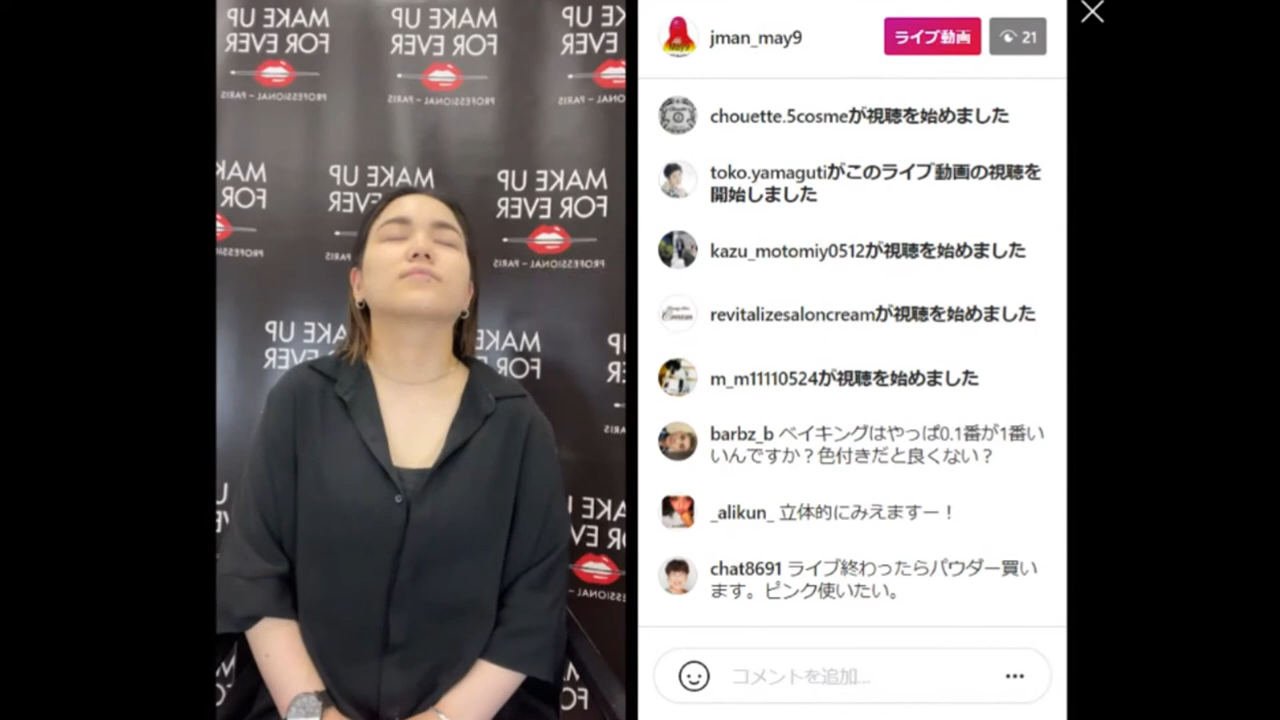 MAKE UP
FOR EVER
PROFESSIONAL – PARIS
MAKE UP
FOR EVER
PROFESSIONAL – PARIS
MAKE UP
FOR EVER
MAKE UP
FOR EVER
MAKE UP
FOR EVER
PROFESSIONAL – PARIS
MAKE UP
FOR EVER
MAKE UP
FOR EVER
jman_may9
ライブ動画
21
chouette.5cosmeが視聴を始めました
toko.yamagutiがこのライブ動画の視聴を
開始しました
kazu_motomiy0512が視聴を始めました
revitalizesaloncreamが視聴を始めました
m_m11110524が視聴を始めました
barbz_b ベイキングはやっぱ0.1番が1番い
いんですか？色付きだと良くない？
_alikun_ 立体的にみえますー！
chat8691 ライブ終わったらパウダー買い
ます。ピンク使いたい。
コメントを追加...